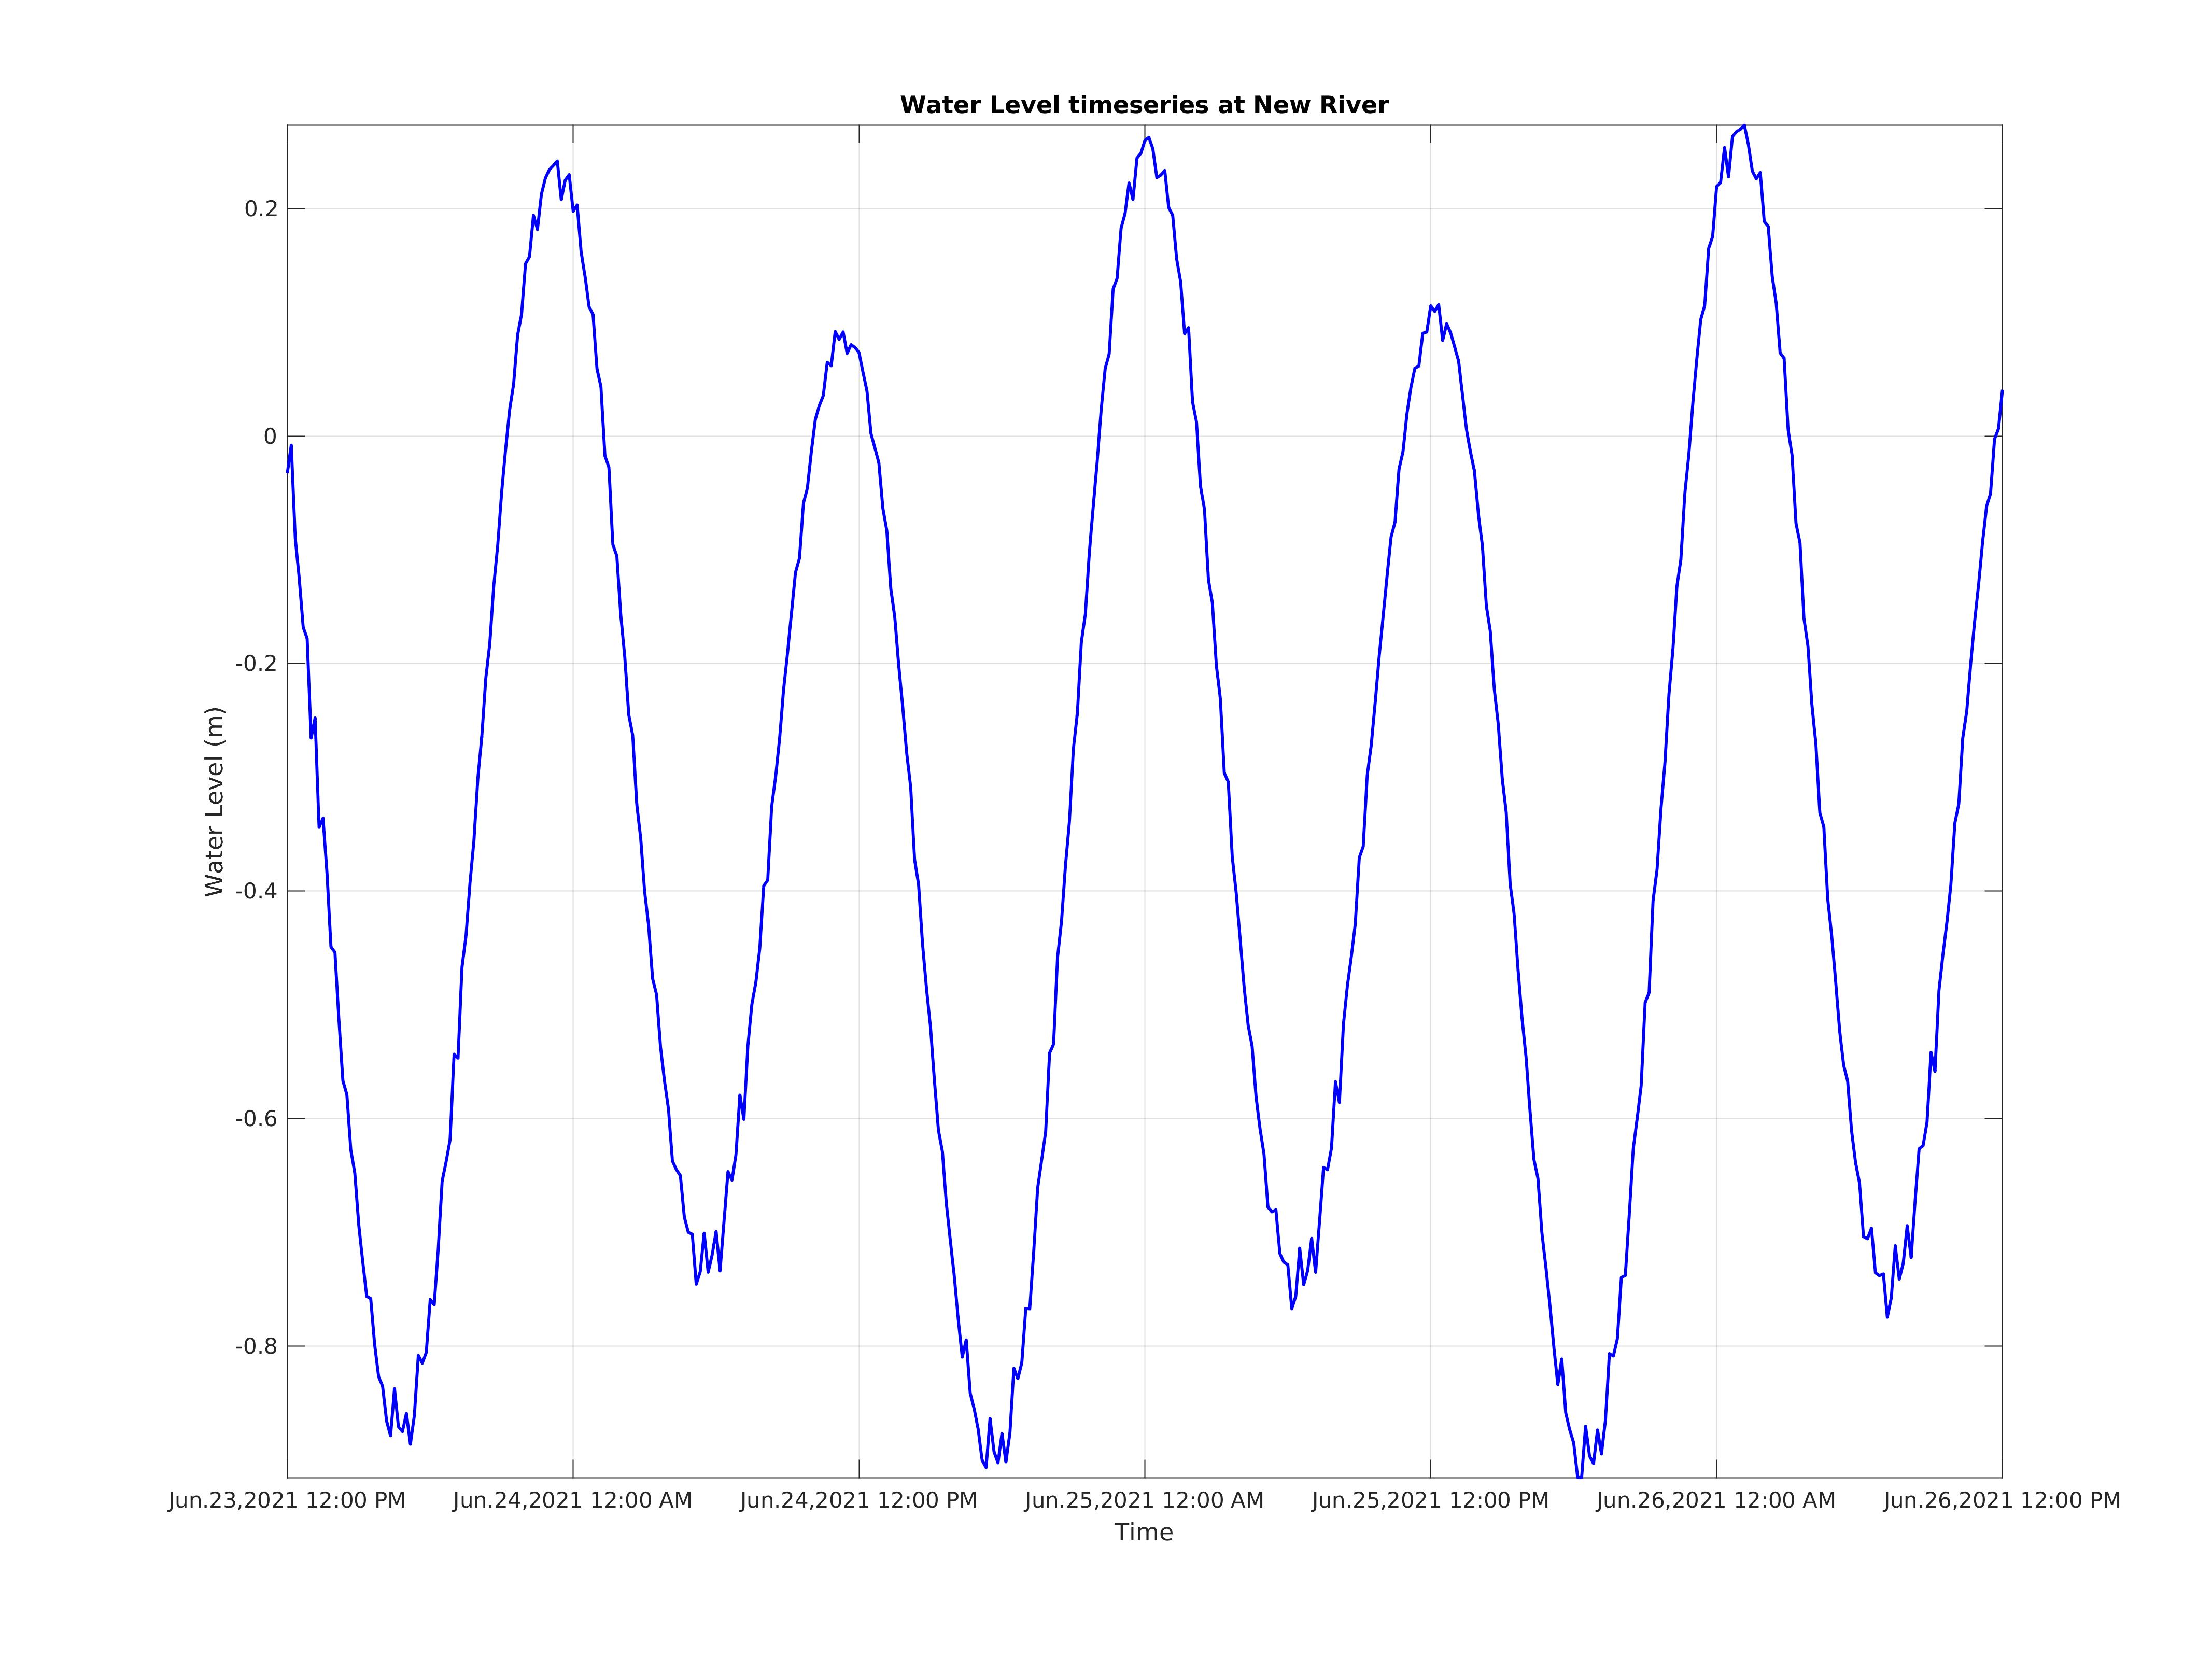 Water Level timeseries at New River
0.2
0
-0.2
-0.4
-0.6
-0.8
Water Level (m)
Jun.23,2021 12:00 PM
Jun.24,2021 12:00 AM
Jun.24,2021 12:00 PM
Jun.25,2021 12:00 AM
Jun.25,2021 12:00 PM
Jun.26,2021 12:00 AM
Jun.26,2021 12:00 PM
Time